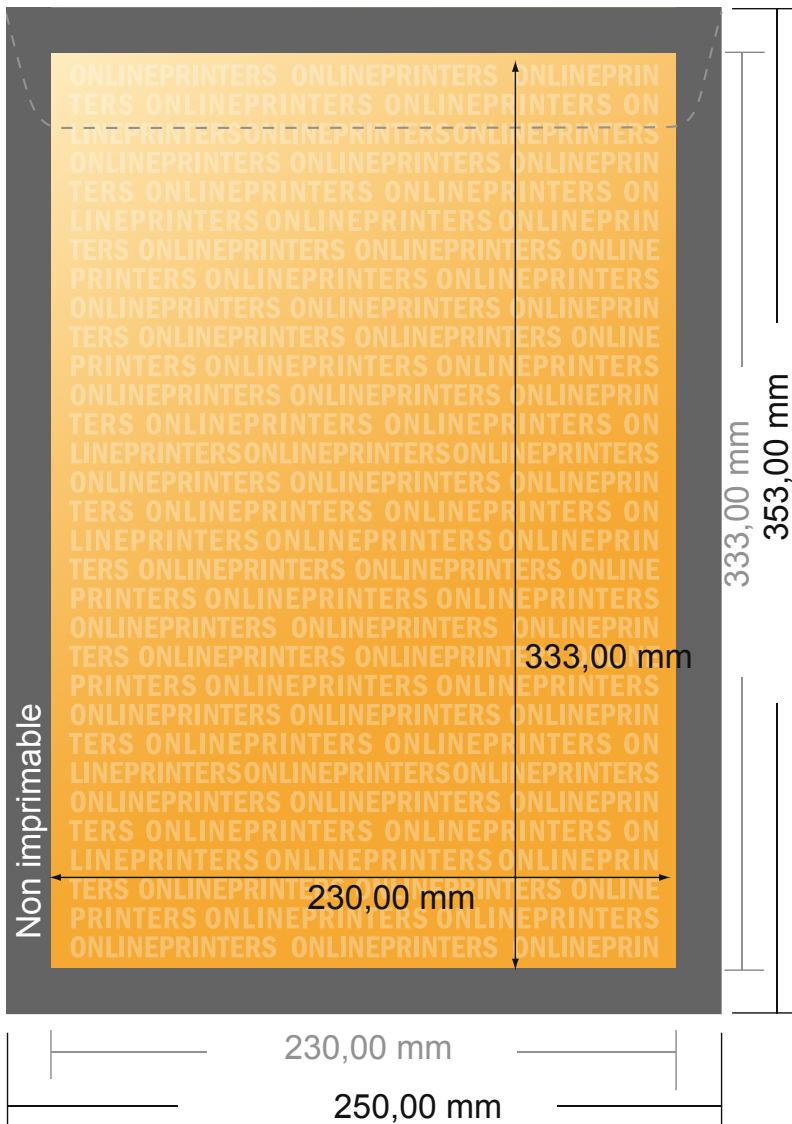 ONLINEPRINTERS ONLINEPRINTERS ONLINEPRIN
TERS ONLINEPRINTERS ONLINEPRINTERS ON
LINEPRINTERSONLINEPRINTERSONLINEPRINTERS
ONLINEPRINTERS ONLINEPRINTERS ONLINEPRIN
TERS ONLINEPRINTERS ONLINEPRINTERS ON
LINEPRINTERS ONLINEPRINTERS ONLINEPRIN
TERS ONLINEPRINTERS ONLINEPRINTERS ONLINE
PRINTERS ONLINEPRINTERS ONLINEPRINTERS
ONLINEPRINTERS ONLINEPRINTERS ONLINEPRIN
TERS ONLINEPRINTERS ONLINEPRINTERS ONLINE
PRINTERS ONLINEPRINTERS ONLINEPRINTERS
ONLINEPRINTERS ONLINEPRINTERS ONLINEPRIN
TERS ONLINEPRINTERS ONLINEPRINTERS ON
LINEPRINTERSONLINEPRINTERSONLINEPRINTERS
ONLINEPRINTERS ONLINEPRINTERS ONLINEPRIN
TERS ONLINEPRINTERS ONLINEPRINTERS ON
LINEPRINTERS ONLINEPRINTERS ONLINEPRIN
TERS ONLINEPRINTERS ONLINEPRINTERS ONLINE
PRINTERS ONLINEPRINTERS ONLINEPRINTERS
ONLINEPRINTERS ONLINEPRINTERS ONLINEPRIN
TERS ONLINEPRINTERS ONLINEPRINTERS ONLINE
PRINTERS ONLINEPRINTERS ONLINEPRINTERS
ONLINEPRINTERS ONLINEPRINTERS ONLINEPRIN
TERS ONLINEPRINTERS ONLINEPRINTERS ON
LINEPRINTERSONLINEPRINTERSONLINEPRINTERS
ONLINEPRINTERS ONLINEPRINTERS ONLINEPRIN
TERS ONLINEPRINTERS ONLINEPRINTERS ON
LINEPRINTERS ONLINEPRINTERS ONLINEPRIN
TERS ONLINEPRINTERS ONLINEPRINTERS ONLINE
PRINTERS ONLINEPRINTERS ONLINEPRINTERS
ONLINEPRINTERS ONLINEPRINTERS ONLINEPRIN
333,00 mm
230,00 mm
Non imprimable
333,00 mm
353,00 mm
230,00 mm
250,00 mm